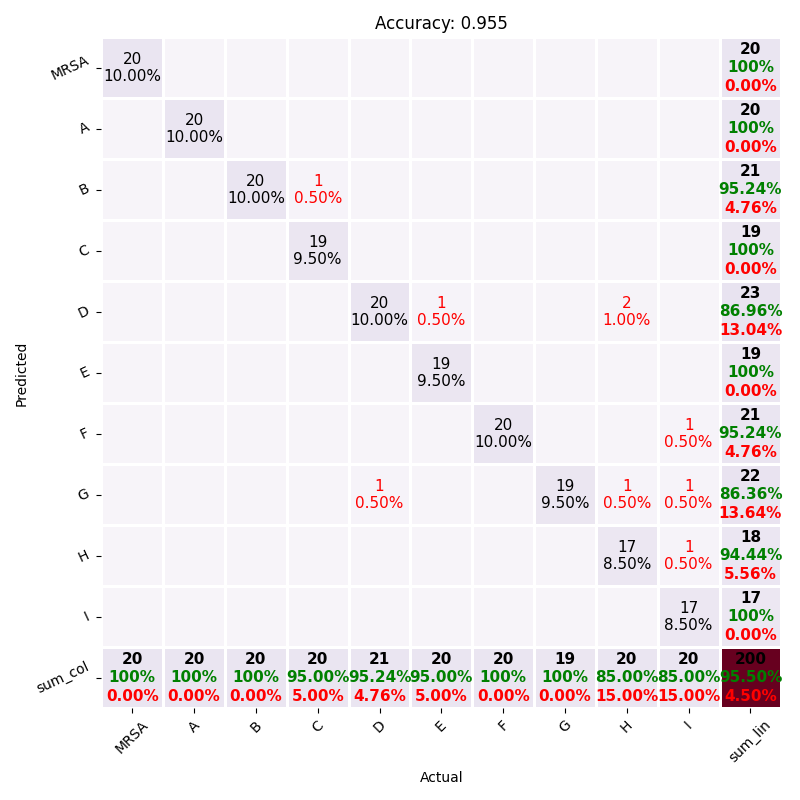 Accuracy: 0.955
Predicted
MRSA 20 20
10.00% 100%
0.00%
A 20 20
10.00% 100%
0.00%
B 20 1 21
10.00% 0.50% 95.24%
4.76%
C 19 19
9.50% 100%
0.00%
D 20 1 2 23
10.00% 0.50% 1.00% 86.96%
13.04%
E 19 19
9.50% 100%
0.00%
F 20 1 21
10.00% 0.50% 95.24%
4.76%
G 1 19 1 1 22
0.50% 9.50% 0.50% 0.50% 86.36%
13.64%
H 17 1 18
8.50% 0.50% 94.44%
5.56%
I 17 17
8.50% 100%
0.00%
sum_col 20 20 20 20 21 20 20 19 20 20 200
100% 100% 100% 95.00% 95.24% 95.00% 100% 100% 85.00% 85.00% 95.50%
0.00% 0.00% 0.00% 5.00% 4.76% 5.00% 0.00% 0.00% 15.00% 15.00% 4.50%
MRSA A B C D E F G H I sum_lin
Actual